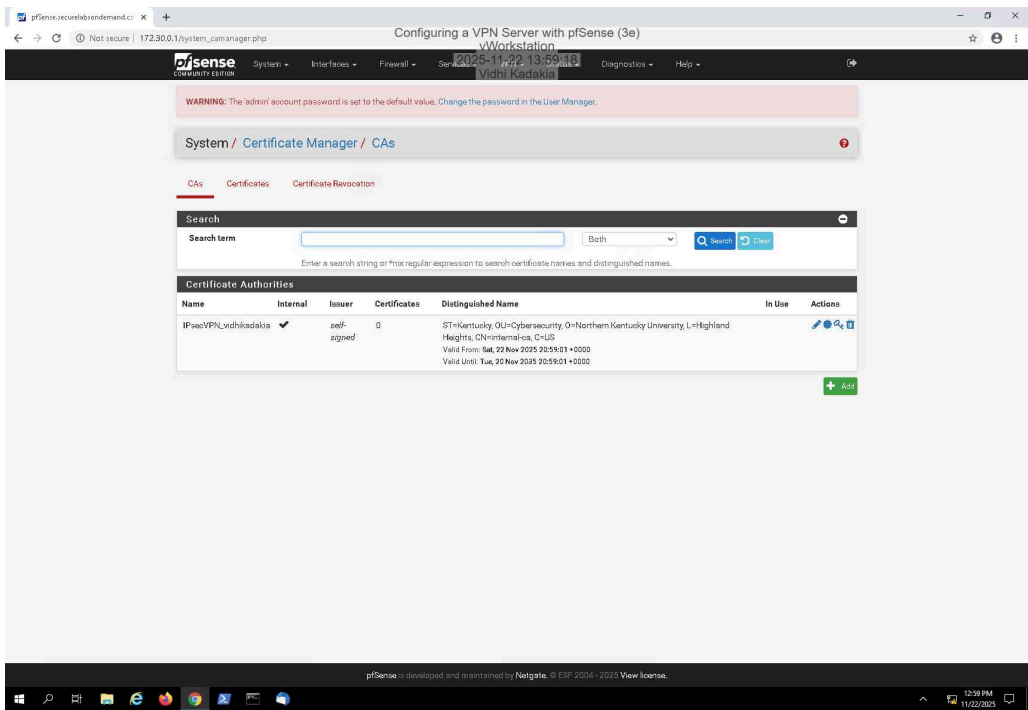 pfSense.securelabsondemand.co
Not secure | 172.30.0.1/system_camanager.php
Configuring a VPN Server with pfSense (3e)
vWorkstation
2025-11-22 13:59:18
Vidhi Kadakia
pfsense
COMMUNITY EDITION
System Interfaces Firewall Services VPN Status Diagnostics Help
WARNING: The 'admin' account password is set to the default value. Change the password in the User Manager.
System / Certificate Manager / CAs
CAs Certificates Certificate Revocation
Search
Search term Both Search Clear
Enter a search string or *nix regular expression to search certificate names and distinguished names.
Certificate Authorities
Name Internal Issuer Certificates Distinguished Name In Use Actions
IPsecVPN_vidhikadakia ✔ self-signed 0 ST=Kentucky, OU=Cybersecurity, O=Northern Kentucky University, L=Highland
Heights, CN=internal-ca, C=US
Valid From: Sat, 22 Nov 2025 20:59:01 +0000
Valid Until: Tue, 20 Nov 2035 20:59:01 +0000
+ Add
pfSense is developed and maintained by Netgate. © ESF 2004 - 2025 View license.
12:59 PM
11/22/2025